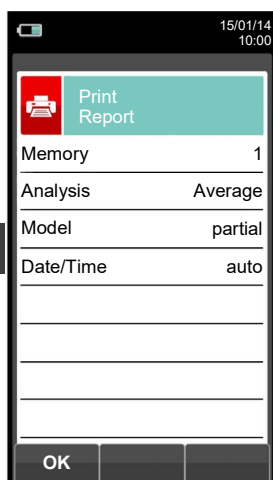 15/01/14
10:00
Print
Report
Memory 1
Analysis Average
Model partial
Date/Time auto
OK